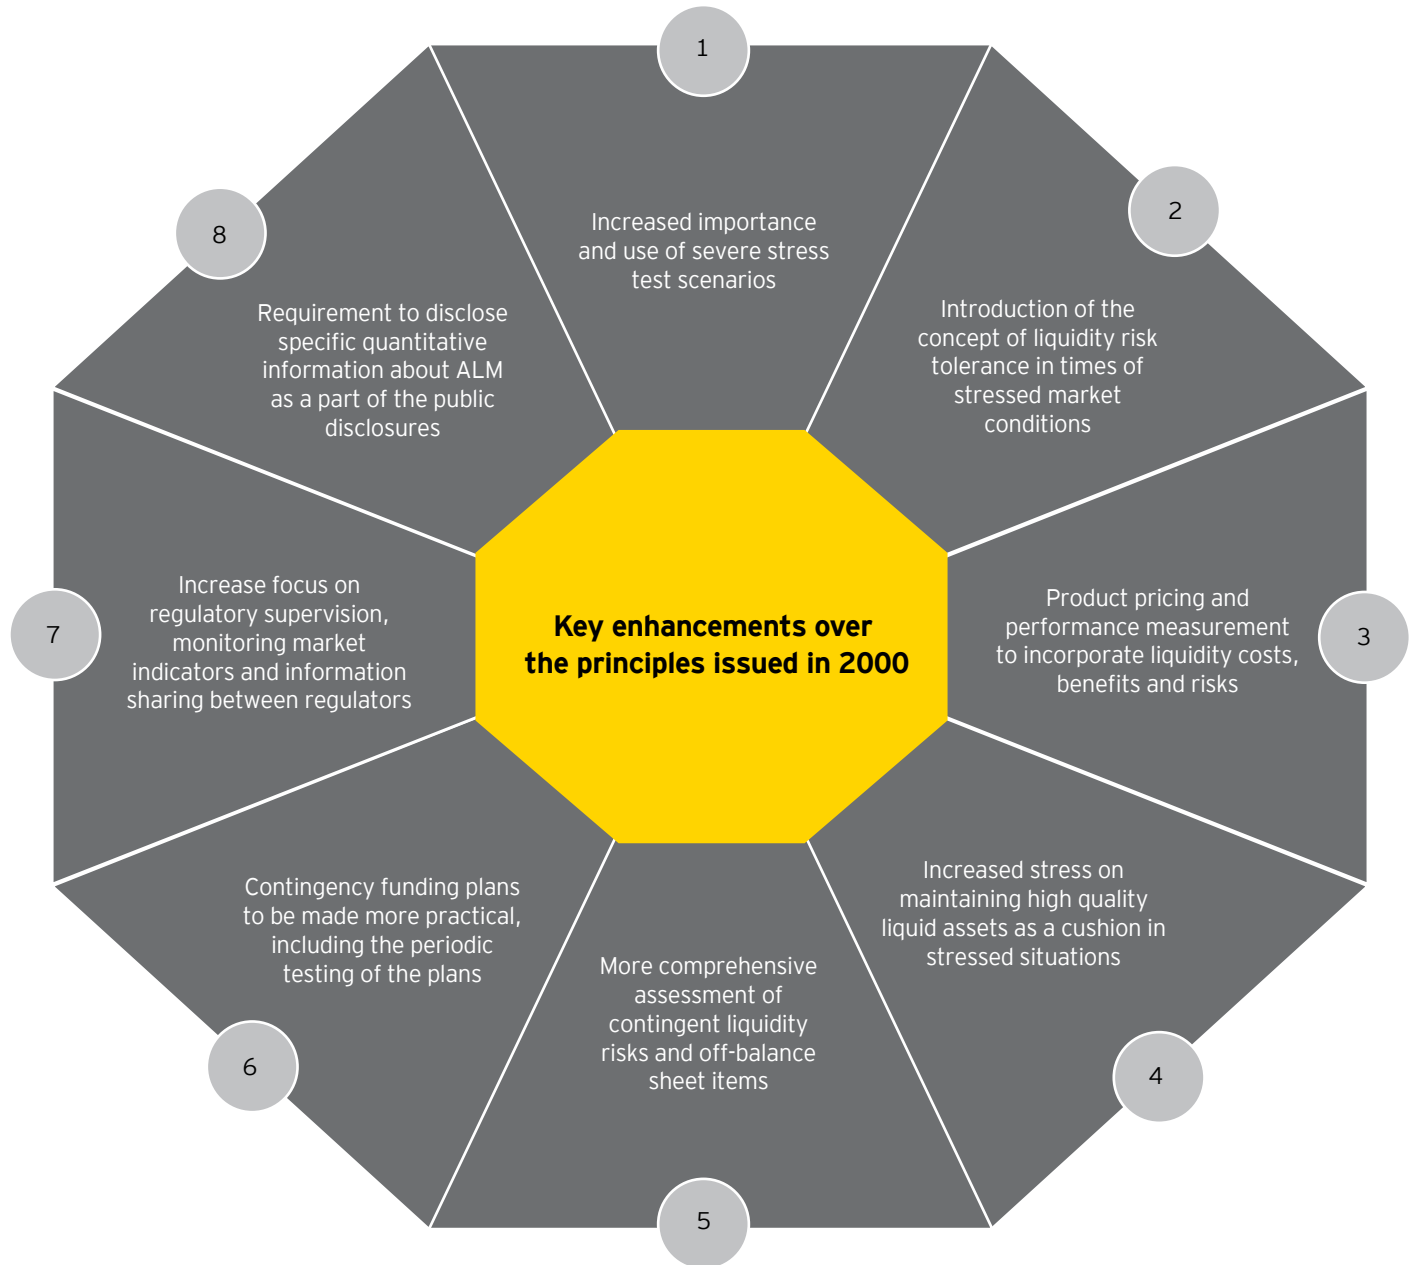 1
Increased importance
and use of severe stress
test scenarios
2
Introduction of the
concept of liquidity risk
tolerance in times of
stressed market
conditions
3
Product pricing and
performance measurement
to incorporate liquidity costs,
benefits and risks
4
Increased stress on
maintaining high quality
liquid assets as a cushion in
stressed situations
5
More comprehensive
assessment of
contingent liquidity
risks and off-balance
sheet items
6
Contingency funding plans
to be made more practical,
including the periodic
testing of the plans
7
Increase focus on
regulatory supervision,
monitoring market
indicators and information
sharing between regulators
8
Requirement to disclose
specific quantitative
information about ALM
as a part of the public
disclosures
Key enhancements over
the principles issued in 2000